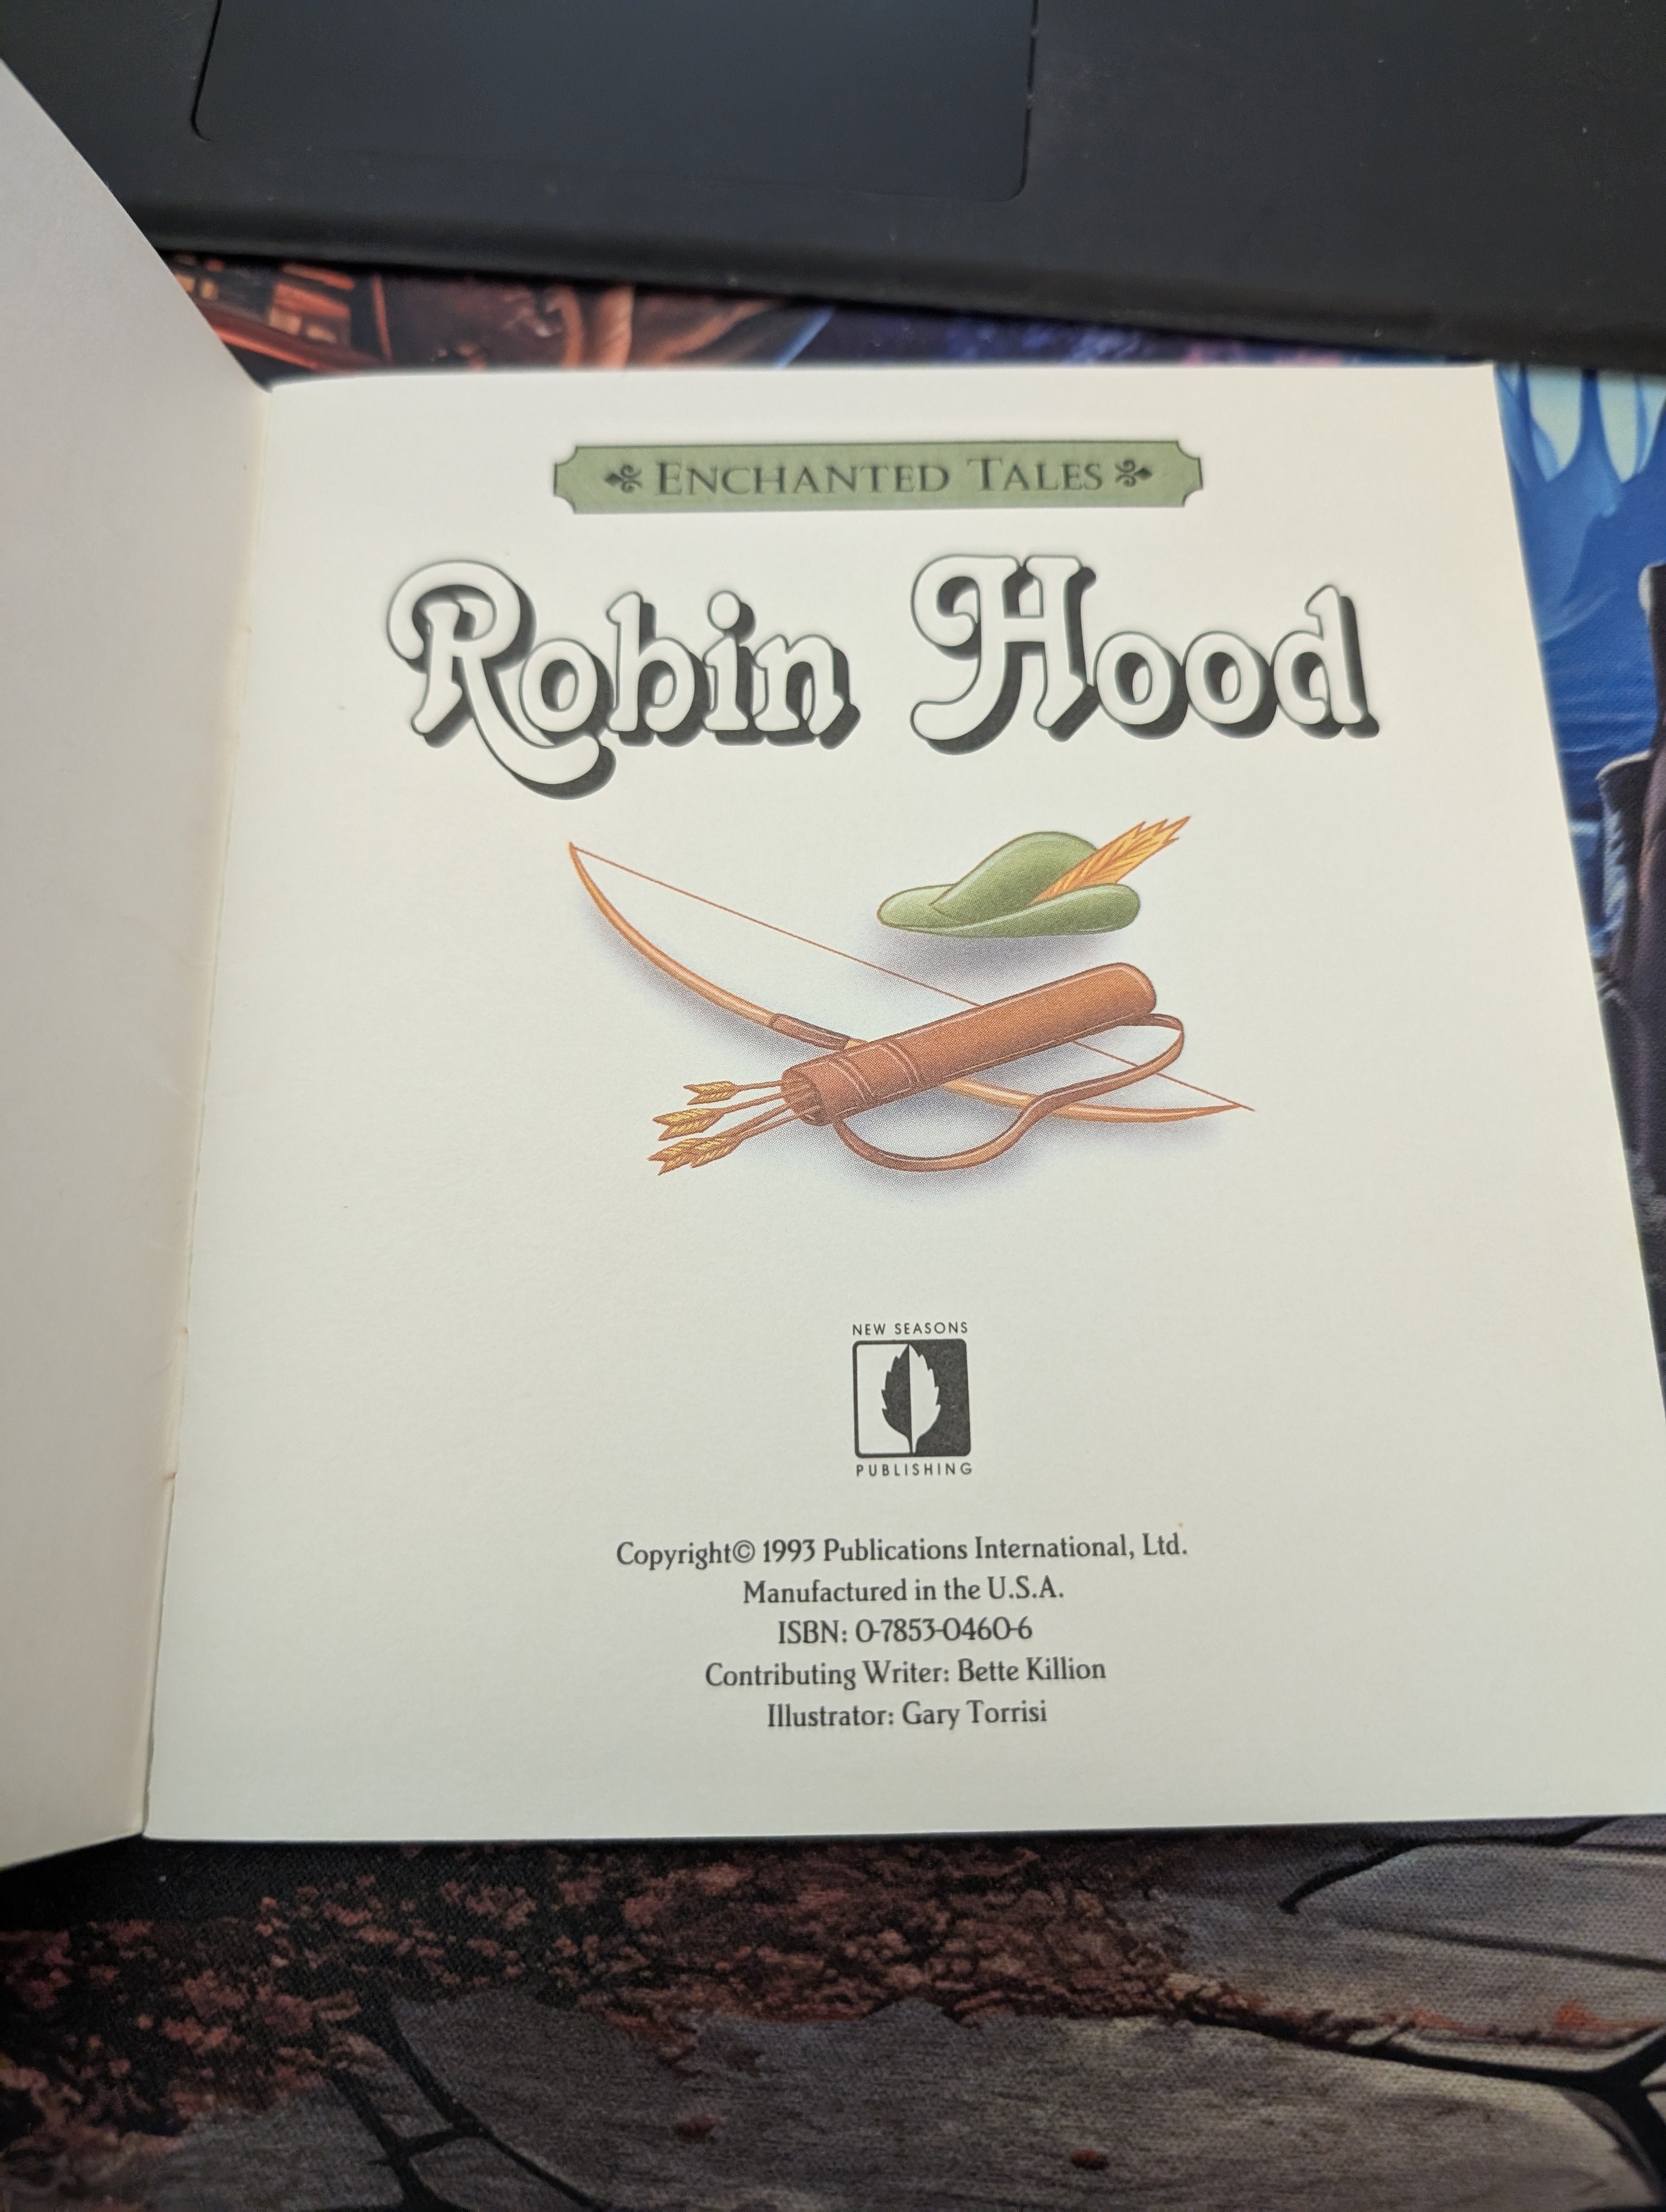 ENCHANTED TALES
Robin Hood
NEW SEASONS
PUBLISHING
Copyright© 1993 Publications International, Ltd.
Manufactured in the U.S.A.
ISBN: 0-7853-0460-6
Contributing Writer: Bette Killion
Illustrator: Gary Torrisi